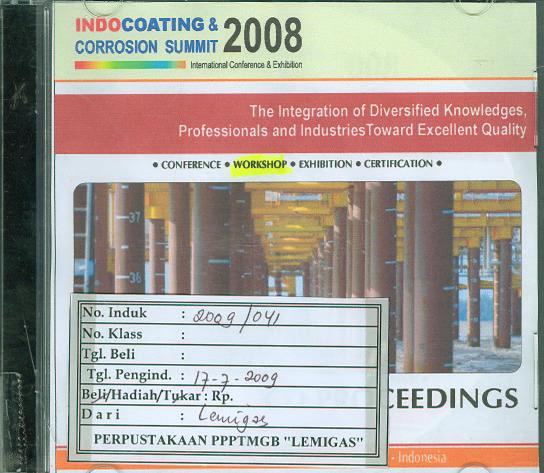 INDOCOATING &
CORROSION SUMMIT 2008
International Conference & Exhibition
The Integration of Diversified Knowledges,
Professionals and IndustriesToward Excellent Quality
• CONFERENCE • WORKSHOP • EXHIBITION • CERTIFICATION •
37
36
No. Induk : 2009/041
No. Klass :
Tgl. Beli :
Tgl. Pengind. : 17-7-2009
Beli/Hadiah/Tukar : Rp.
Dari : Lemigas
PERPUSTAKAAN PPPTMGB "LEMIGAS"
CEEDINGS
- Indonesia